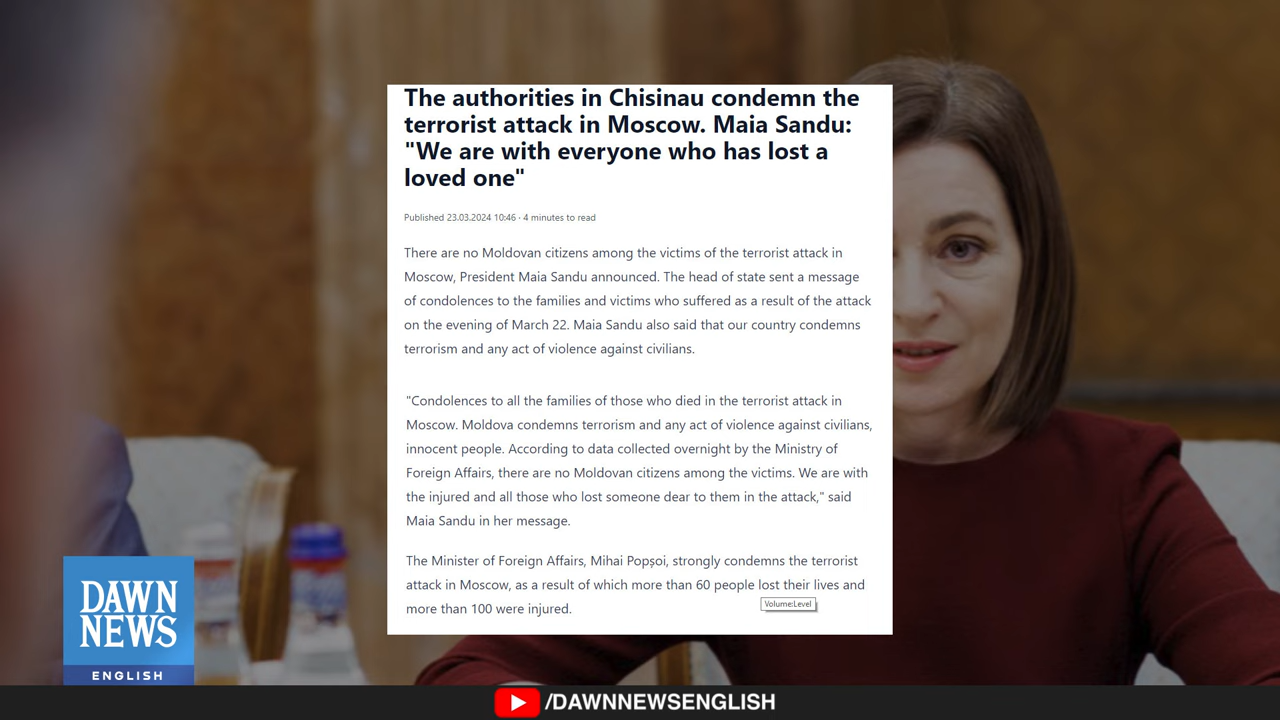 The authorities in Chisinau condemn the
terrorist attack in Moscow. Maia Sandu:
"We are with everyone who has lost a
loved one"
Published 23.03.2024 10:46 · 4 minutes to read
There are no Moldovan citizens among the victims of the terrorist attack in
Moscow, President Maia Sandu announced. The head of state sent a message
of condolences to the families and victims who suffered as a result of the attack
on the evening of March 22. Maia Sandu also said that our country condemns
terrorism and any act of violence against civilians.
"Condolences to all the families of those who died in the terrorist attack in
Moscow. Moldova condemns terrorism and any act of violence against civilians,
innocent people. According to data collected overnight by the Ministry of
Foreign Affairs, there are no Moldovan citizens among the victims. We are with
the injured and all those who lost someone dear to them in the attack," said
Maia Sandu in her message.
The Minister of Foreign Affairs, Mihai Popșoi, strongly condemns the terrorist
attack in Moscow, as a result of which more than 60 people lost their lives and
more than 100 were injured.
Volume:Level
DAWN
NEWS
ENGLISH
/DAWNNEWSENGLISH